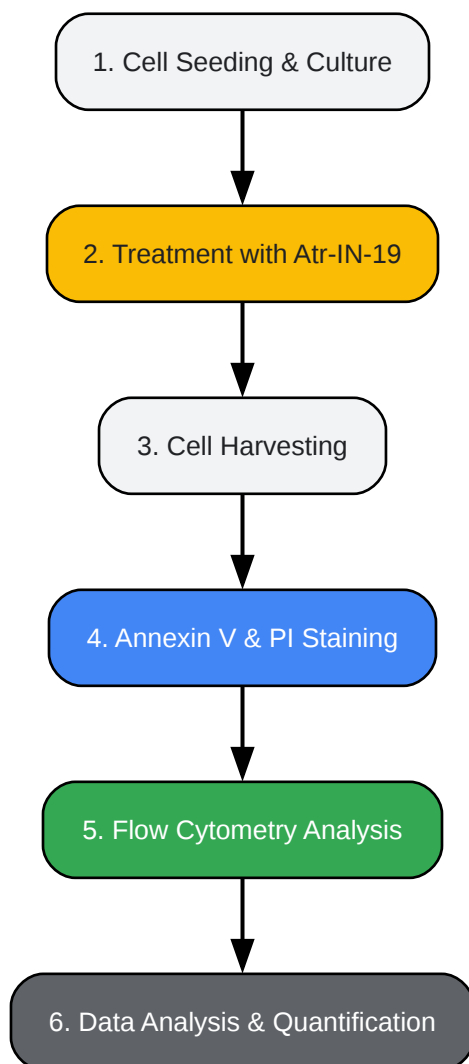 1. Cell Seeding & Culture
2. Treatment with Atr-IN-19
3. Cell Harvesting
4. Annexin V & PI Staining
5. Flow Cytometry Analysis
6. Data Analysis & Quantification